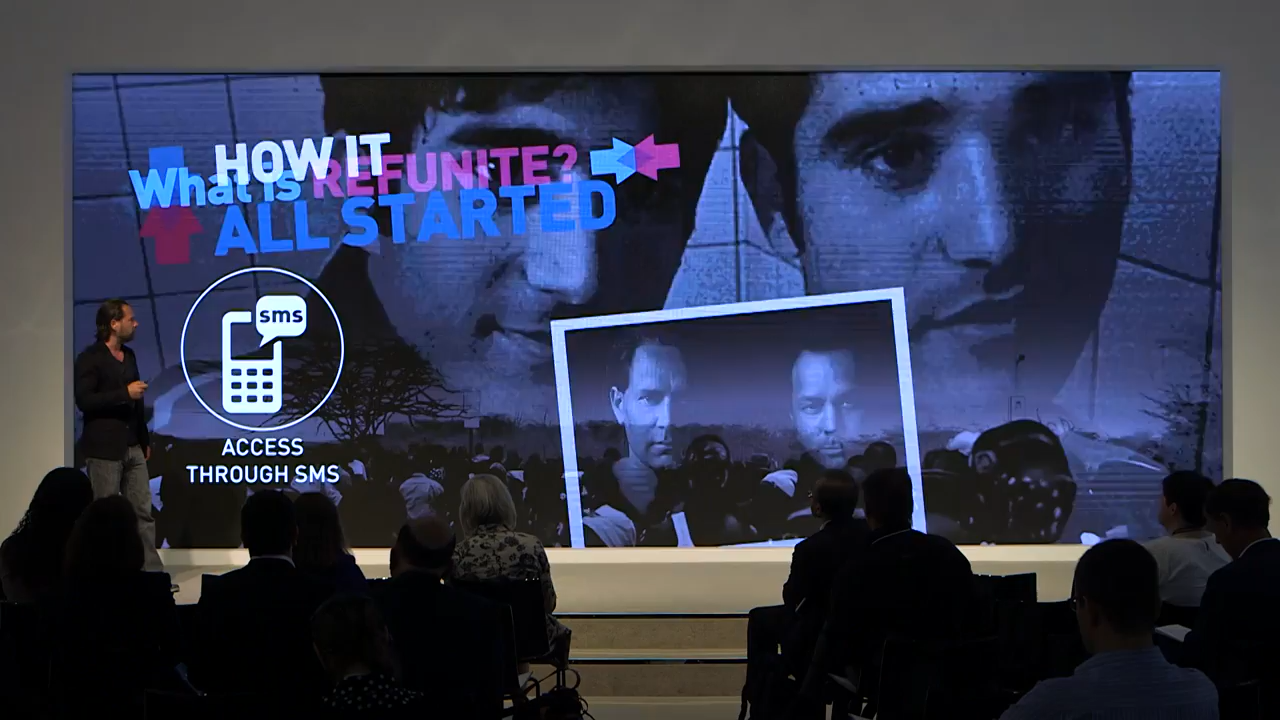 HOW IT
What is REFUNITE?
ALL STARTED
sms
ACCESS
THROUGH SMS